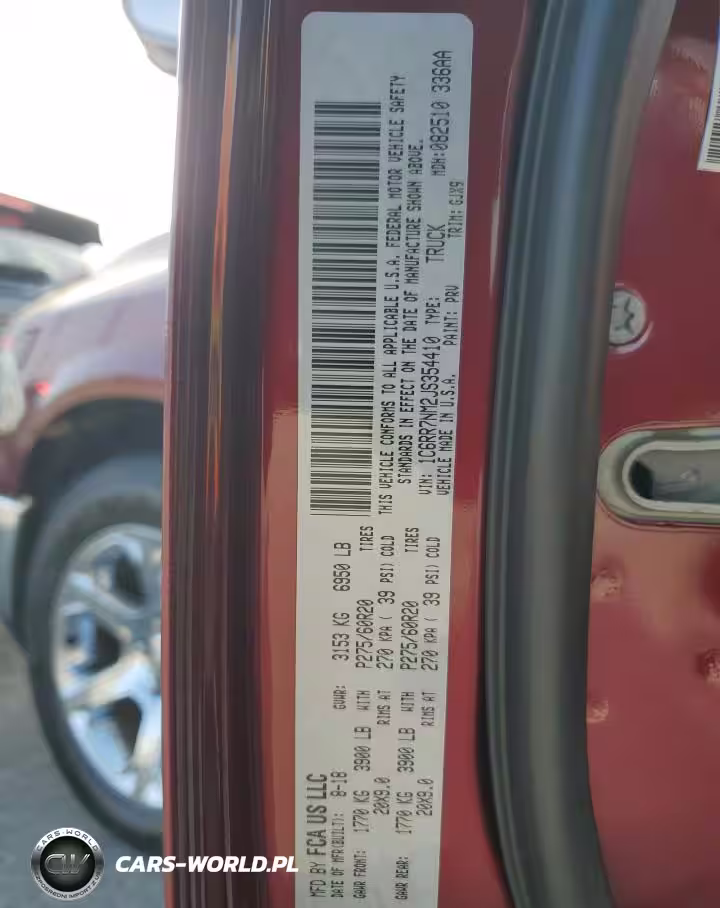 MFD BY FCA US LLC
DATE OF MFR(BUILT): 8-18 GVWR: 3153 KG 6950 LB
GAWR FRONT: 1770 KG 3900 LB WITH P275/60R20 TIRES
20X9.0 RIMS AT 270 KPA ( 39 PSI) COLD
GAWR REAR: 1770 KG 3900 LB WITH P275/60R20 TIRES
20X9.0 RIMS AT 270 KPA ( 39 PSI) COLD
THIS VEHICLE CONFORMS TO ALL APPLICABLE U.S.A. FEDERAL MOTOR VEHICLE SAFETY
STANDARDS IN EFFECT ON THE DATE OF MANUFACTURE SHOWN ABOVE.
VIN: 1C6RR7NM2JS354410 TYPE: TRUCK MDH:082510 336AA
VEHICLE MADE IN U.S.A. PAINT: PRV TRIM: GJX9
CARS-WORLD
CW
CARS-WORLD.PL